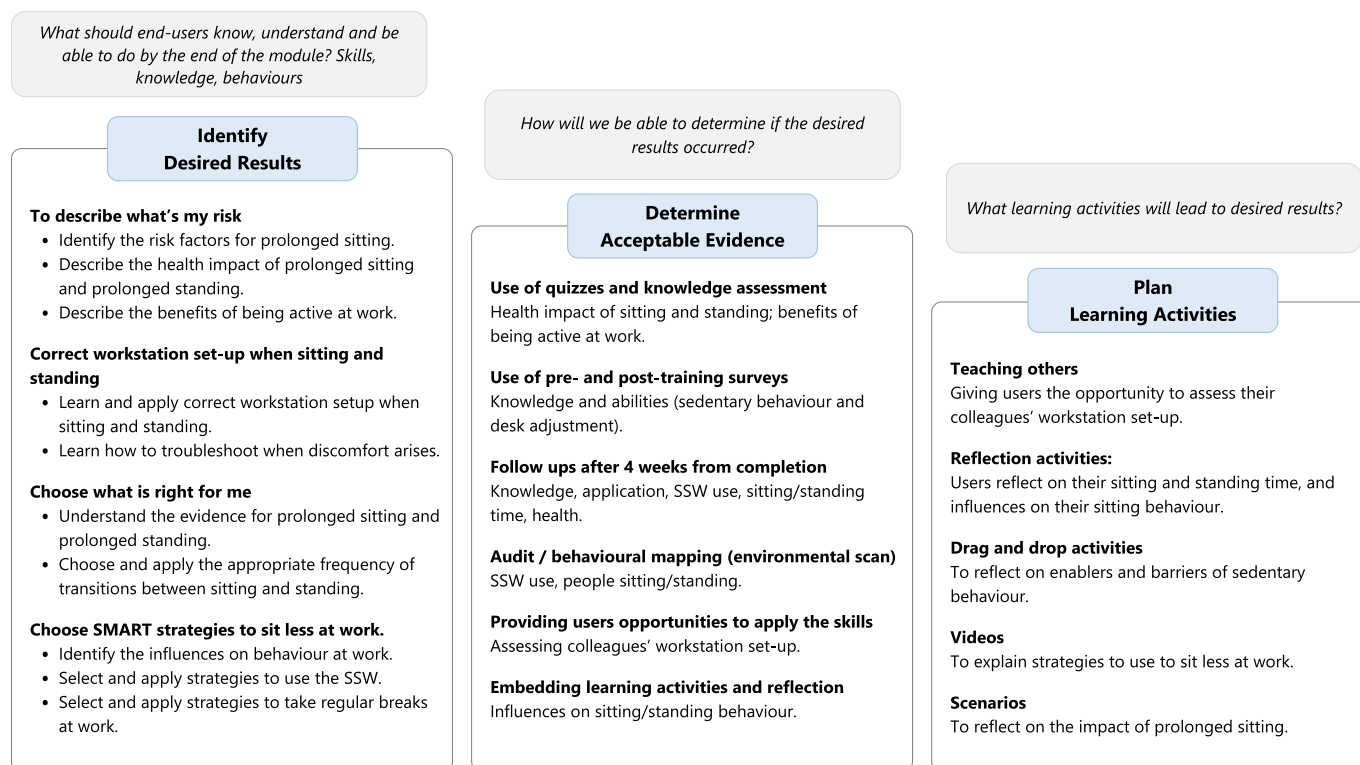 What should end-users know, understand and be
able to do by the end of the module? Skills,
knowledge, behaviours
Identify
Desired Results
To describe what’s my risk
• Identify the risk factors for prolonged sitting.
• Describe the health impact of prolonged sitting
and prolonged standing.
• Describe the benefits of being active at work.
Correct workstation set-up when sitting and
standing
• Learn and apply correct workstation setup when
sitting and standing.
• Learn how to troubleshoot when discomfort arises.
Choose what is right for me
• Understand the evidence for prolonged sitting and
prolonged standing.
• Choose and apply the appropriate frequency of
transitions between sitting and standing.
Choose SMART strategies to sit less at work.
• Identify the influences on behaviour at work.
• Select and apply strategies to use the SSW.
• Select and apply strategies to take regular breaks
at work.
How will we be able to determine if the desired
results occurred?
Determine
Acceptable Evidence
Use of quizzes and knowledge assessment
Health impact of sitting and standing; benefits of
being active at work.
Use of pre- and post-training surveys
Knowledge and abilities (sedentary behaviour and
desk adjustment).
Follow ups after 4 weeks from completion
Knowledge, application, SSW use, sitting/standing
time, health.
Audit / behavioural mapping (environmental scan)
SSW use, people sitting/standing.
Providing users opportunities to apply the skills
Assessing colleagues’ workstation set-up.
Embedding learning activities and reflection
Influences on sitting/standing behaviour.
What learning activities will lead to desired results?
Plan
Learning Activities
Teaching others
Giving users the opportunity to assess their
colleagues’ workstation set-up.
Reflection activities:
Users reflect on their sitting and standing time, and
influences on their sitting behaviour.
Drag and drop activities
To reflect on enablers and barriers of sedentary
behaviour.
Videos
To explain strategies to use to sit less at work.
Scenarios
To reflect on the impact of prolonged sitting.